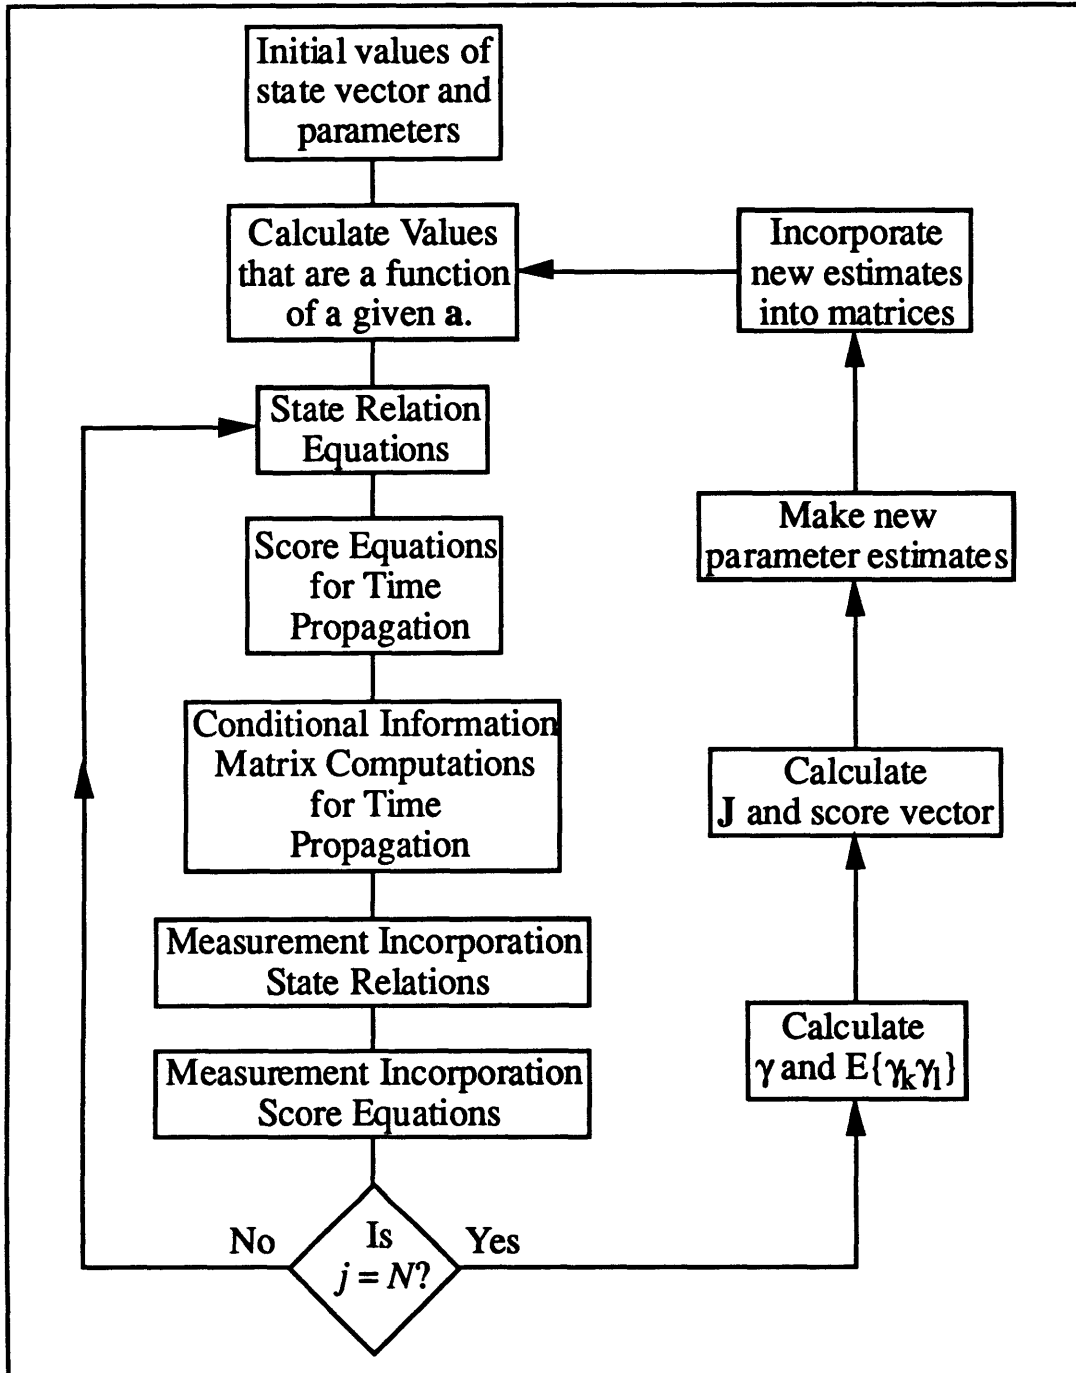 Initial values of
state vector and
parameters
Calculate Values
that are a function
of a given a.
State Relation
Equations
Score Equations
for Time
Propagation
Conditional Information
Matrix Computations
for Time
Propagation
Measurement Incorporation
State Relations
Measurement Incorporation
Score Equations
Is
j = N?
No
Yes
Calculate
γ and E{γkγl}
Calculate
J and score vector
Make new
parameter estimates
Incorporate
new estimates
into matrices